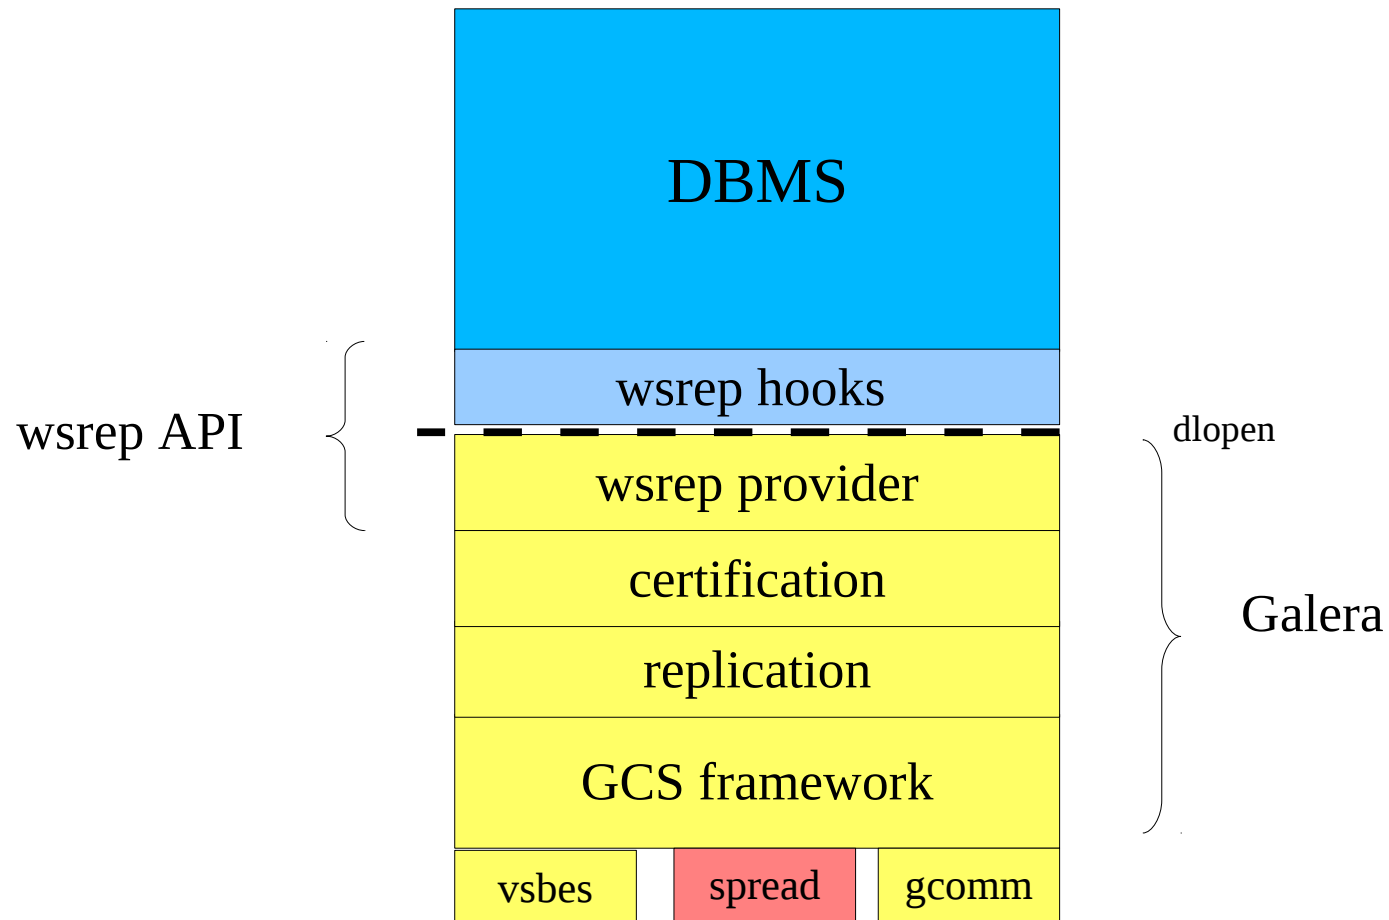 DBMS
wsrep hooks
wsrep API
dlopen
wsrep provider
certification
Galera
replication
GCS framework
vsbes
spread
gcomm